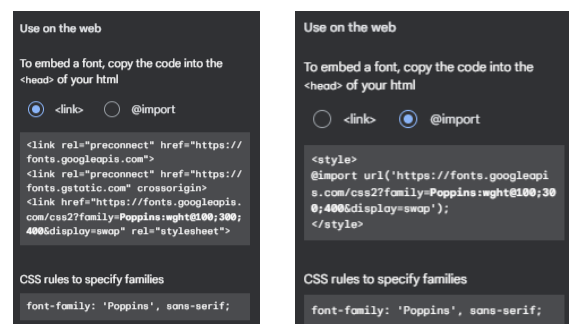 Use on the web
To embed a font, copy the code into the
<head> of your html
<link>
@import
<link rel="preconnect" href="https://
fonts.googleapis.com">
<link rel="preconnect" href="https://
fonts.gstatic.com" crossorigin>
<link href="https://fonts.googleapis.
com/css2?family=Poppins:wght@100;300;
400&display=swap" rel="stylesheet">
CSS rules to specify families
font-family: 'Poppins', sans-serif;
Use on the web
To embed a font, copy the code into the
<head> of your html
<link>
@import
<style>
@import url('https://fonts.googleapi
s.com/css2?family=Poppins:wght@100;30
0;400&display=swap');
</style>
CSS rules to specify families
font-family: 'Poppins', sans-serif;